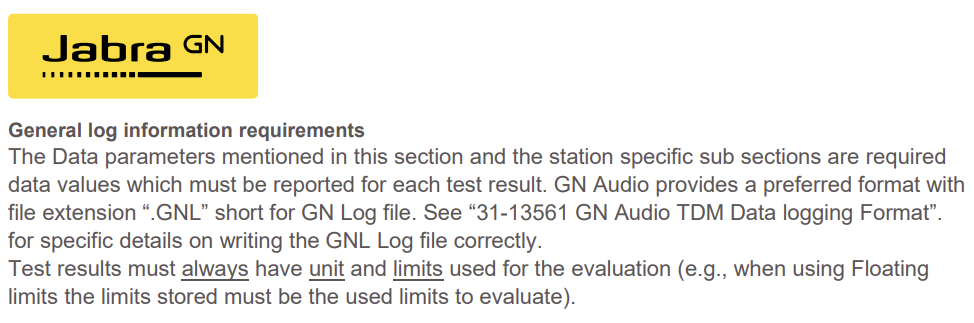 Jabra GN
General log information requirements
The Data parameters mentioned in this section and the station specific sub sections are required
data values which must be reported for each test result. GN Audio provides a preferred format with
file extension “.GNL” short for GN Log file. See “31-13561 GN Audio TDM Data logging Format”.
for specific details on writing the GNL Log file correctly.
Test results must always have unit and limits used for the evaluation (e.g., when using Floating
limits the limits stored must be the used limits to evaluate).